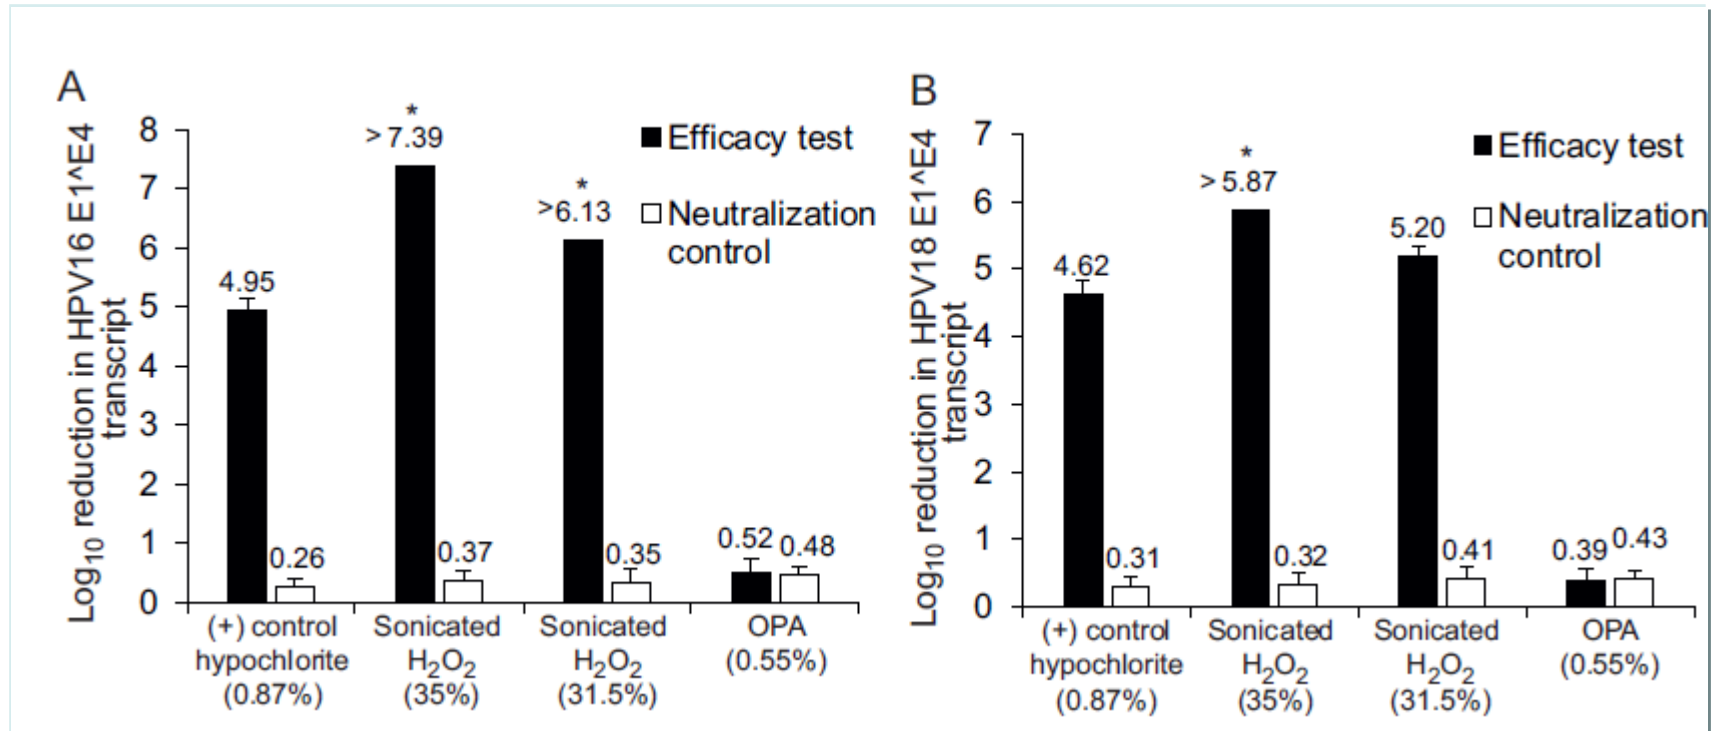 A
Log10 reduction in HPV16 E1^E4
transcript
8
7
6
5
4
3
2
1
0
*
> 7.39
*
>6.13
4.95
0.26
0.37
0.35
0.52
0.48
Efficacy test
Neutralization
control
(+) control
hypochlorite
(0.87%)
Sonicated
H2O2
(35%)
Sonicated
H2O2
(31.5%)
OPA
(0.55%)
B
Log10 reduction in HPV18 E1^E4
transcript
7
6
5
4
3
2
1
0
*
> 5.87
5.20
4.62
0.31
0.32
0.41
0.39
0.43
Efficacy test
Neutralization
control
(+) control
hypochlorite
(0.87%)
Sonicated
H2O2
(35%)
Sonicated
H2O2
(31.5%)
OPA
(0.55%)